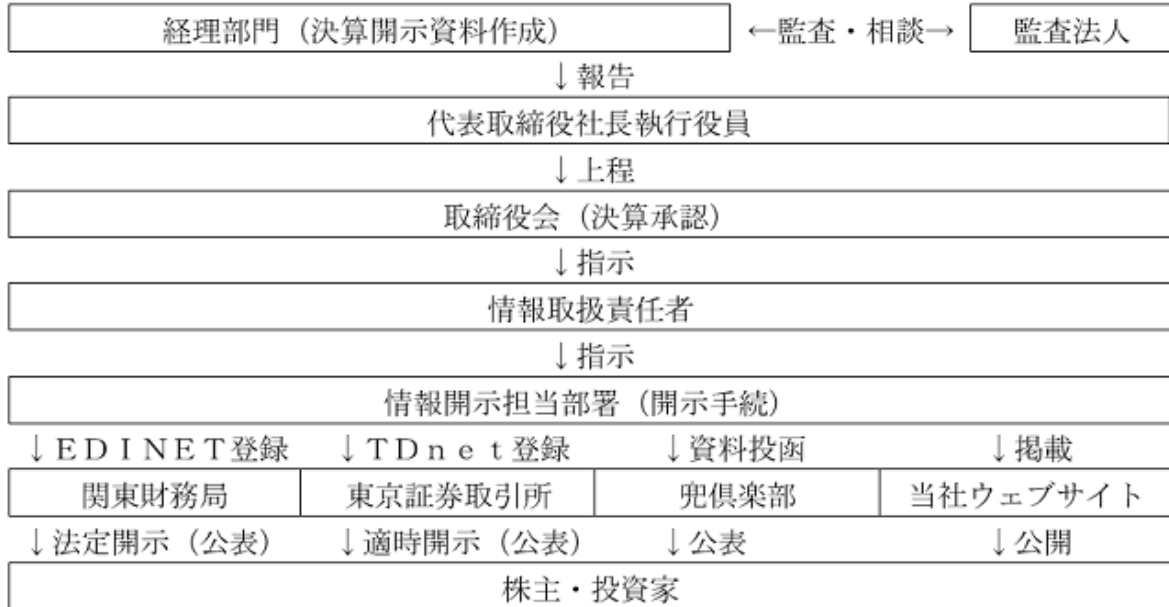 経理部門（決算開示資料作成） ←監査・相談→ 監査法人
↓報告
代表取締役社長執行役員
↓上程
取締役会（決算承認）
↓指示
情報取扱責任者
↓指示
情報開示担当部署（開示手続）
↓ＥＤＩＮＥＴ登録 ↓ＴＤｎｅｔ登録 ↓資料投函 ↓掲載
関東財務局 東京証券取引所 兜倶楽部 当社ウェブサイト
↓法定開示（公表） ↓適時開示（公表） ↓公表 ↓公開
株主・投資家